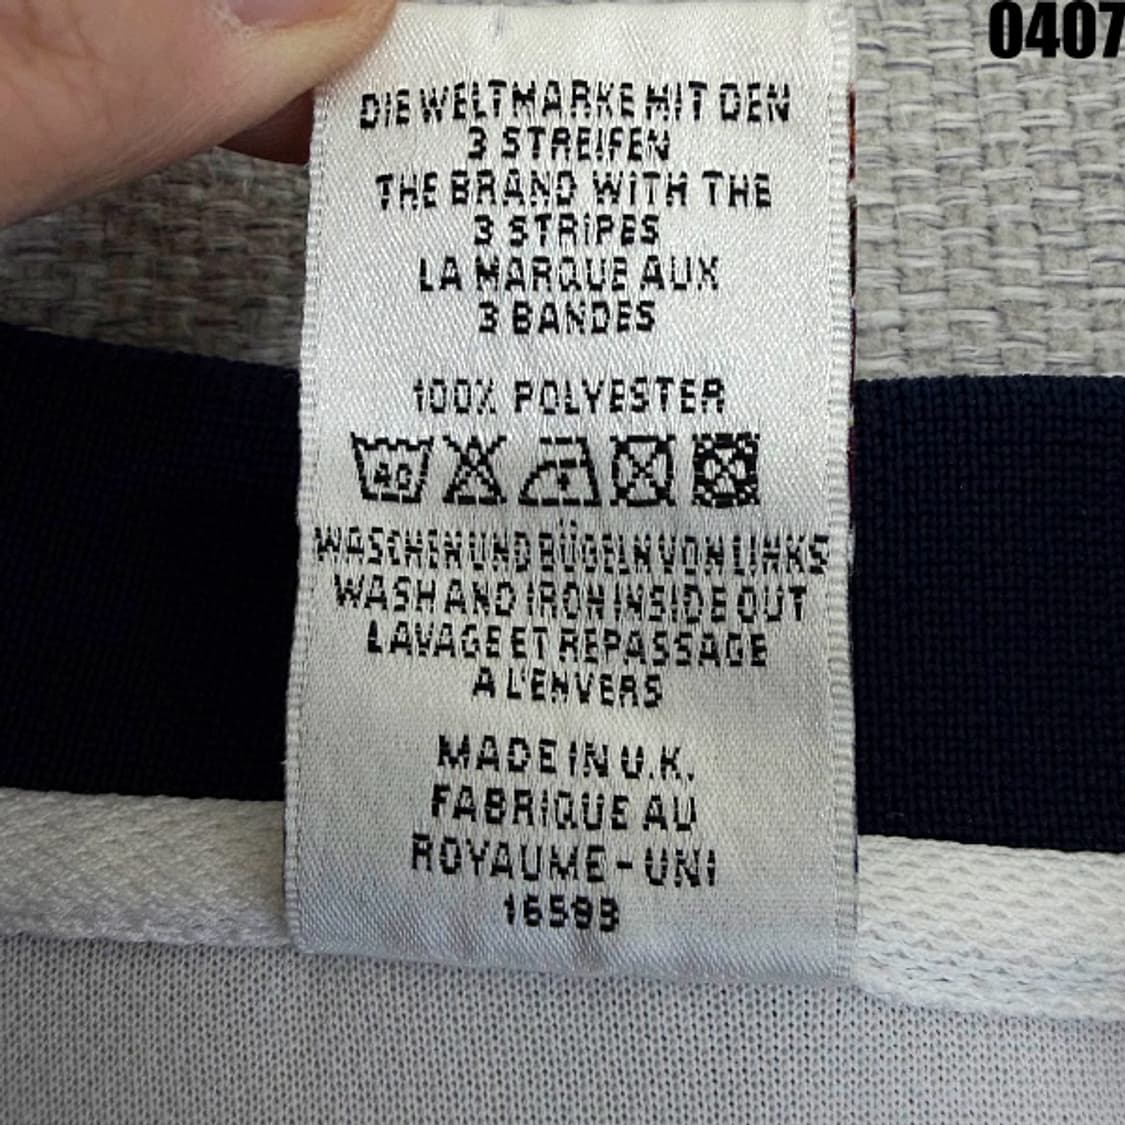 0407
DIE WELTMARKE MIT DEN
3 STREIFEN
THE BRAND WITH THE
3 STRIPES
LA MARQUE AUX
3 BANDES
100% POLYESTER
40
WASCHEN UND BÜGELN VON LINKS
WASH AND IRON INSIDE OUT
LAVAGE ET REPASSAGE
A L'ENVERS
MADE IN U.K.
FABRIQUE AU
ROYAUME-UNI